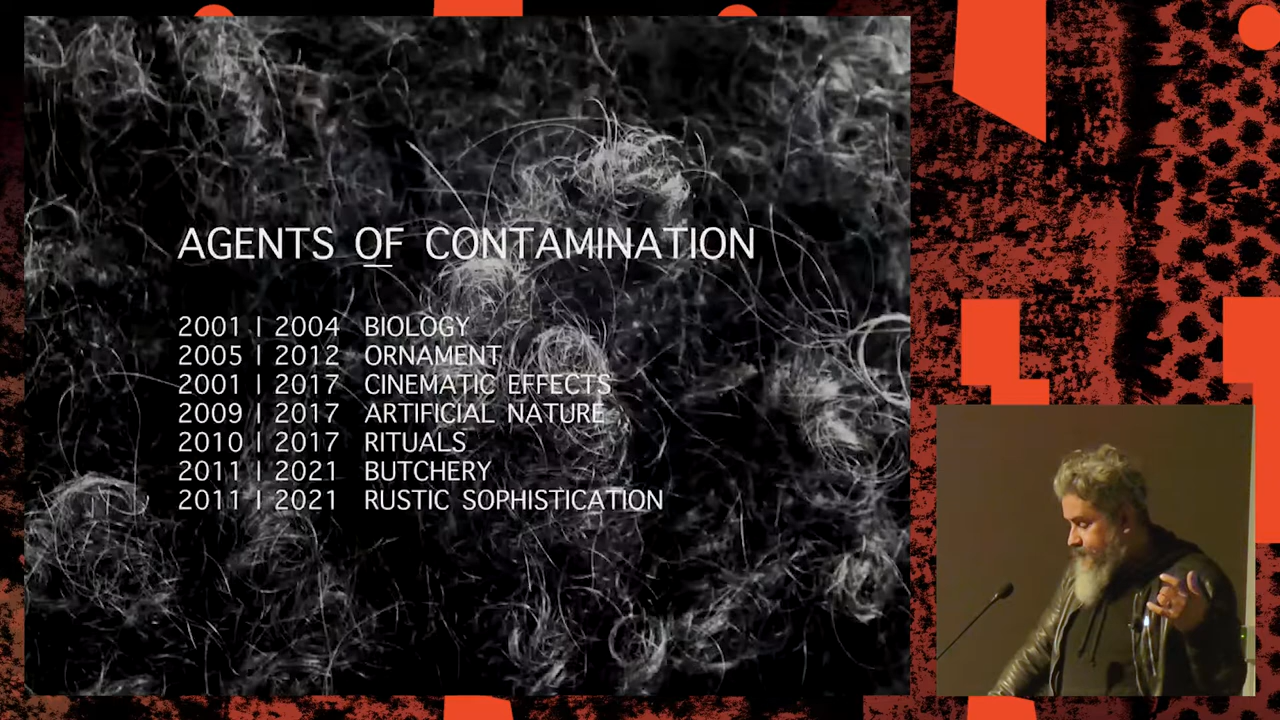 AGENTS OF CONTAMINATION
2001 | 2004 BIOLOGY
2005 | 2012 ORNAMENT
2001 | 2017 CINEMATIC EFFECTS
2009 | 2017 ARTIFICIAL NATURE
2010 | 2017 RITUALS
2011 | 2021 BUTCHERY
2011 | 2021 RUSTIC SOPHISTICATION